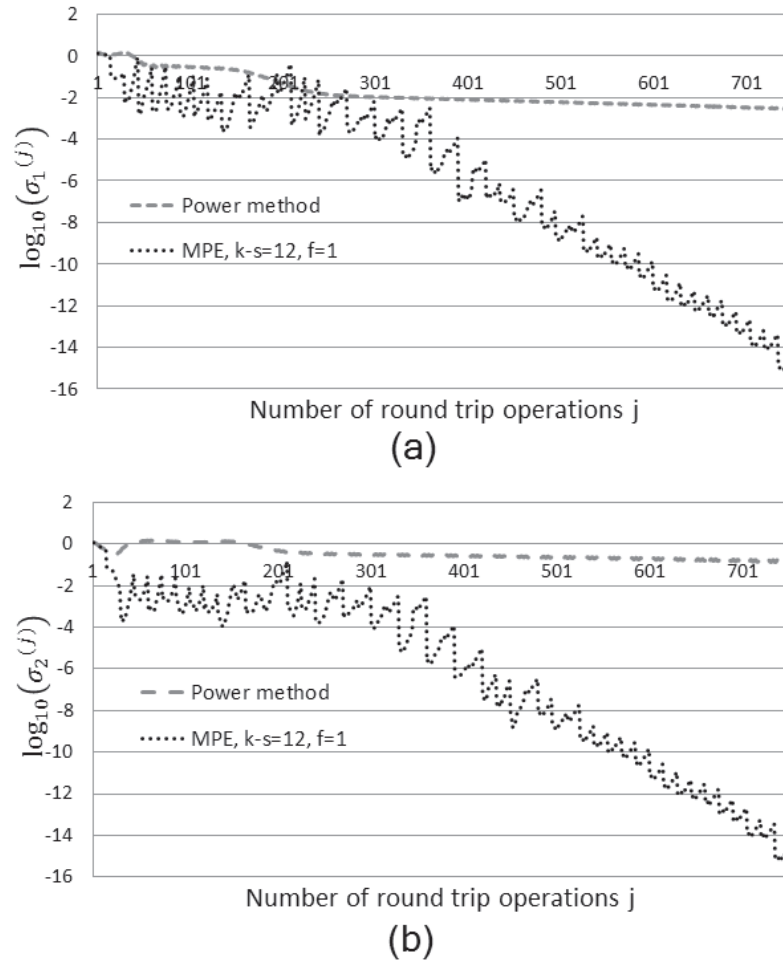 2
0
1 101 201 301 401 501 601 701
-2
-4
-6
-8
-10
-12
-14
-16
log₁₀(σ₁⁽ʲ⁾)
Power method
MPE, k-s=12, f=1
Number of round trip operations j
(a)
2
0
1 101 201 301 401 501 601 701
-2
-4
-6
-8
-10
-12
-14
-16
log₁₀(σ₂⁽ʲ⁾)
Power method
MPE, k-s=12, f=1
Number of round trip operations j
(b)